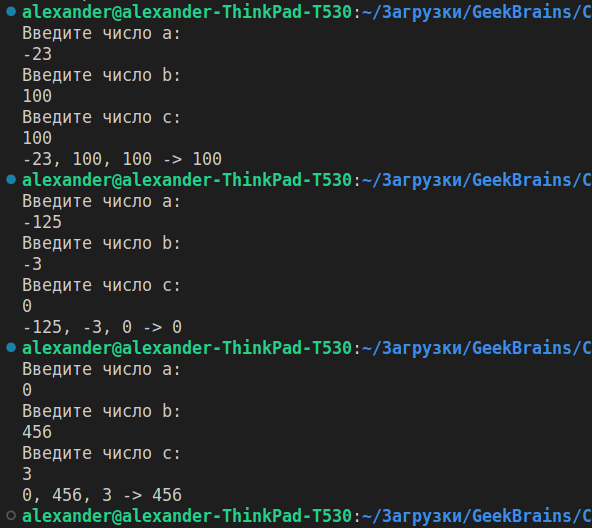 alexander@alexander-ThinkPad-T530:~/Загрузки/GeekBrains/C
Введите число a:
-23
Введите число b:
100
Введите число c:
100
-23, 100, 100 -> 100
alexander@alexander-ThinkPad-T530:~/Загрузки/GeekBrains/C
Введите число a:
-125
Введите число b:
-3
Введите число c:
0
-125, -3, 0 -> 0
alexander@alexander-ThinkPad-T530:~/Загрузки/GeekBrains/C
Введите число a:
0
Введите число b:
456
Введите число c:
3
0, 456, 3 -> 456
alexander@alexander-ThinkPad-T530:~/Загрузки/GeekBrains/C